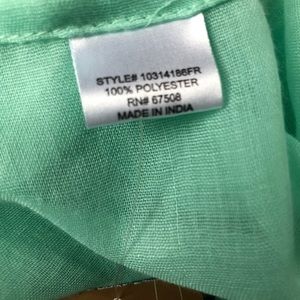 STYLE# 10314186FR
100% POLYESTER
RN# 67508
MADE IN INDIA